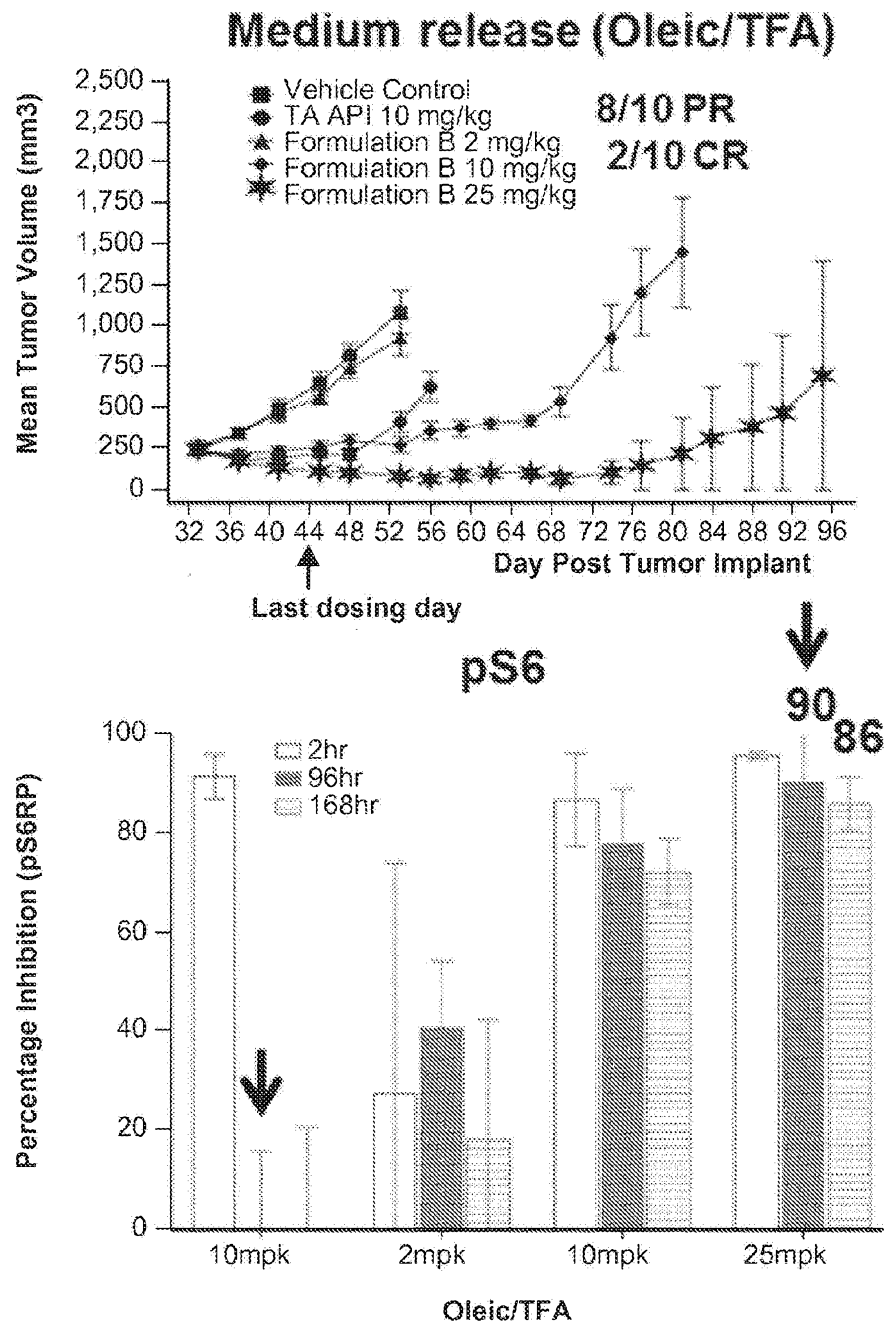 Medium release (Oleic/TFA)
Mean Tumor Volume (mm3)
2,500
2,250
2,000
1,750
1,500
1,250
1,000
750
500
250
0
Vehicle Control
TA API 10 mg/kg
Formulation B 2 mg/kg
Formulation B 10 mg/kg
Formulation B 25 mg/kg
8/10 PR
2/10 CR
32 36 40 44 48 52 56 60 64 68 72 76 80 84 88 92 96
Day Post Tumor Implant
Last dosing day
pS6
90
86
Percentage Inhibition (pS6RP)
100
80
60
40
20
0
2hr
96hr
168hr
10mpk 2mpk 10mpk 25mpk
Oleic/TFA